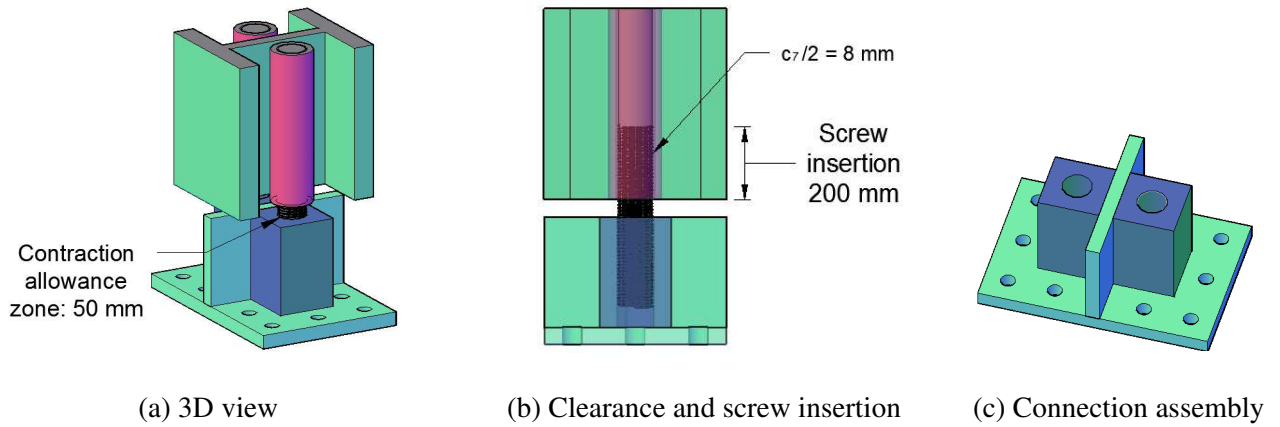 Contraction
allowance
zone: 50 mm
c₇/2 = 8 mm
Screw
insertion
200 mm
(a) 3D view
(b) Clearance and screw insertion
(c) Connection assembly